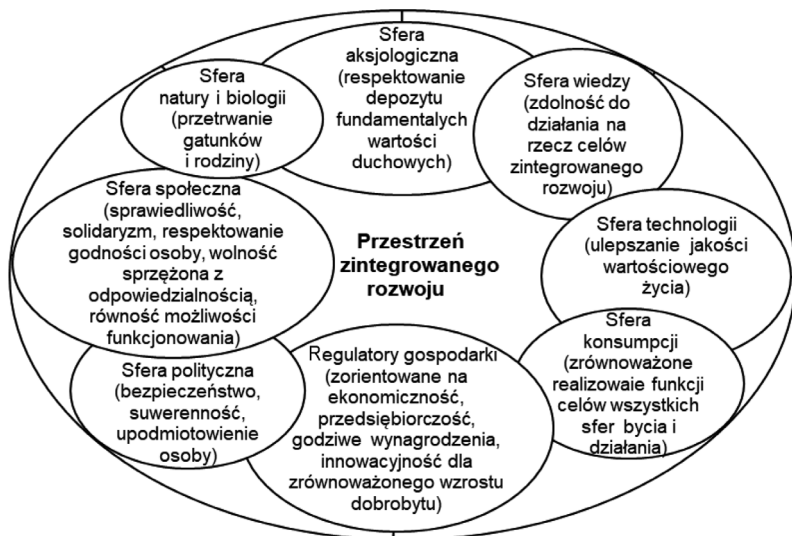 Sfera
aksjologiczna
(respektowanie
depozytu
fundamentalych
wartości
duchowych)
Sfera
natury i biologii
(przetrwanie
gatunków
i rodziny)
Sfera wiedzy
(zdolność do
działania na
rzecz celów
zintegrowanego
rozwoju)
Sfera społeczna
(sprawiedliwość,
solidaryzm, respektowanie
godności osoby, wolność
sprzężona z
odpowiedzialnością,
równość możliwości
funkcjonowania)
Przestrzeń
zintegrowanego
rozwoju
Sfera technologii
(ulepszanie jakości
wartościowego
życia)
Sfera
konsumpcji
(zrównoważone
realizowaie funkcji
celów wszystkich
sfer bycia i
działania)
Regulatory gospodarki
(zorientowane na
ekonomiczność,
przedsiębiorczość,
godziwe wynagrodzenia,
innowacyjność dla
zrównoważonego wzrostu
dobrobytu)
Sfera polityczna
(bezpieczeństwo,
suwerenność,
upodmiotowienie
osoby)